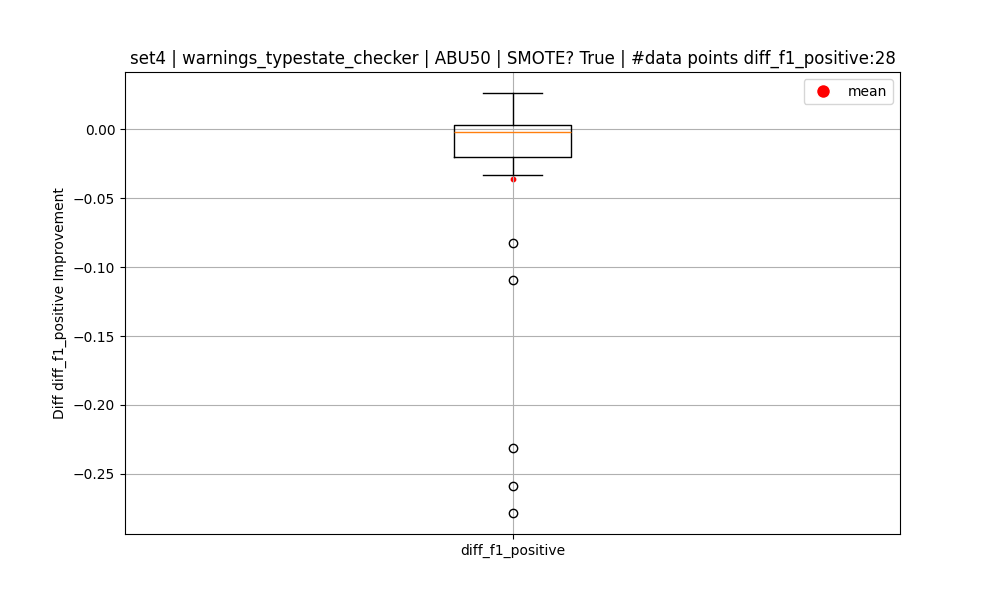 set4 | warnings_typestate_checker | ABU50 | SMOTE? True | #data points diff_f1_positive:28
mean
0.00
−0.05
−0.10
−0.15
−0.20
−0.25
Diff diff_f1_positive Improvement
diff_f1_positive